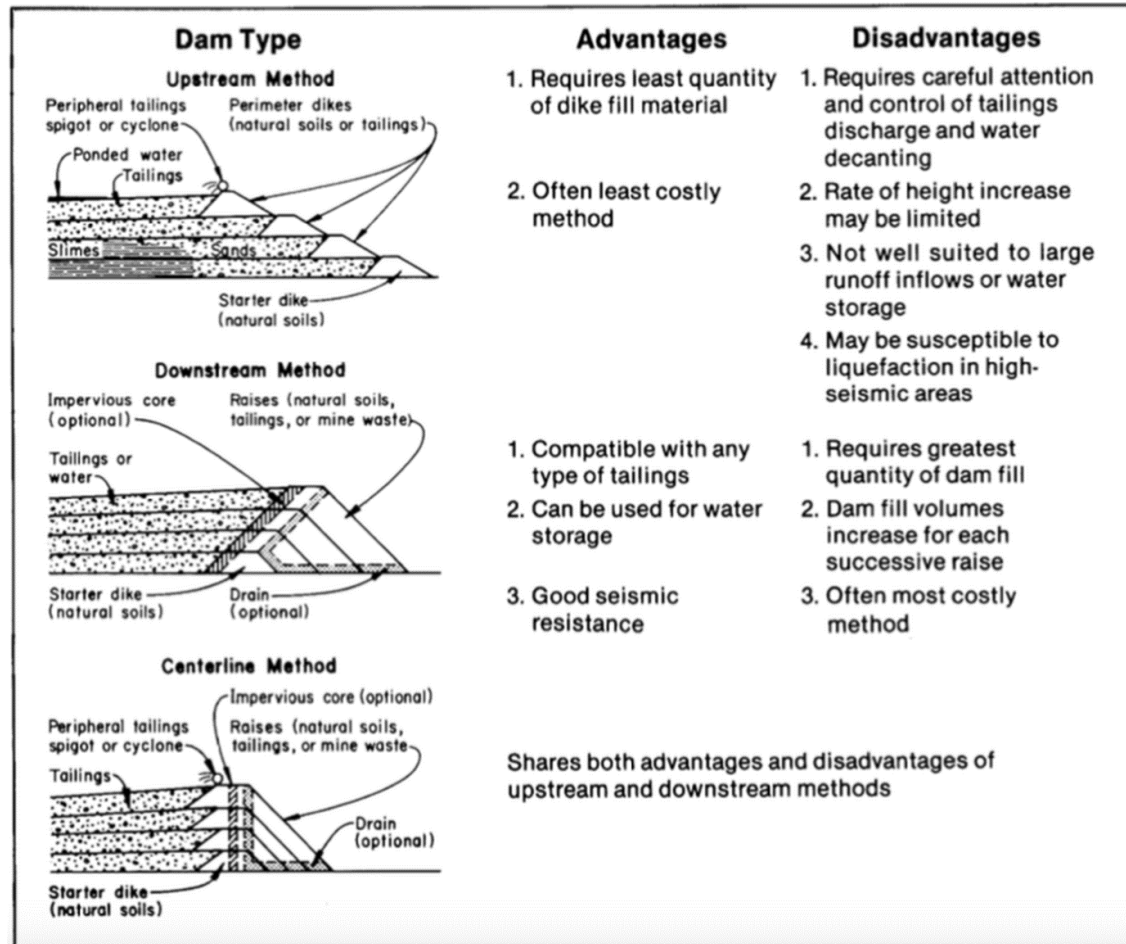 Dam Type
Advantages
Disadvantages
Upstream Method
Peripheral tailings
spigot or cyclone
Perimeter dikes
(natural soils or tailings)
Ponded water
Tailings
Slimes
Sands
Starter dike
(natural soils)
1. Requires least quantity
of dike fill material
2. Often least costly
method
1. Requires careful attention
and control of tailings
discharge and water
decanting
2. Rate of height increase
may be limited
3. Not well suited to large
runoff inflows or water
storage
4. May be susceptible to
liquefaction in high-
seismic areas
Downstream Method
Impervious core
(optional)
Raises (natural soils,
tailings, or mine waste)
Tailings or
water
Starter dike
(natural soils)
Drain
(optional)
1. Compatible with any
type of tailings
2. Can be used for water
storage
3. Good seismic
resistance
1. Requires greatest
quantity of dam fill
2. Dam fill volumes
increase for each
successive raise
3. Often most costly
method
Centerline Method
Impervious core (optional)
Peripheral tailings
spigot or cyclone
Raises (natural soils,
tailings, or mine waste
Tailings
Drain
(optional)
Starter dike
(natural soils)
Shares both advantages and disadvantages of
upstream and downstream methods